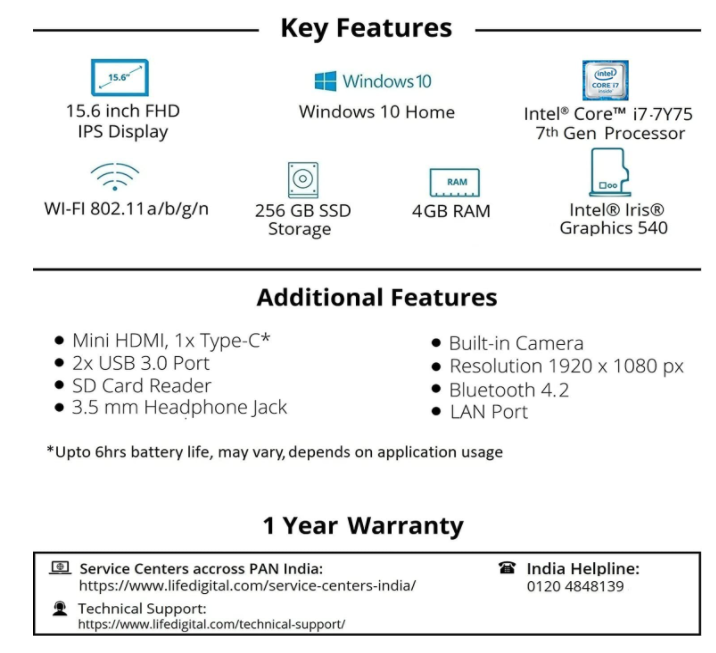 Key Features
15.6"
15.6 inch FHD
IPS Display
Windows 10
Windows 10 Home
intel
CORE i7
inside
Intel® Core™ i7-7Y75
7th Gen Processor
WI-FI 802.11a/b/g/n
256 GB SSD
Storage
RAM
4GB RAM
Intel® Iris®
Graphics 540
Additional Features
● Mini HDMI, 1x Type-C*
● 2x USB 3.0 Port
● SD Card Reader
● 3.5 mm Headphone Jack
● Built-in Camera
● Resolution 1920 x 1080 px
● Bluetooth 4.2
● LAN Port
*Upto 6hrs battery life, may vary, depends on application usage
1 Year Warranty
Service Centers accross PAN India:
https://www.lifedigital.com/service-centers-india/
Technical Support:
https://www.lifedigital.com/technical-support/
India Helpline:
0120 4848139